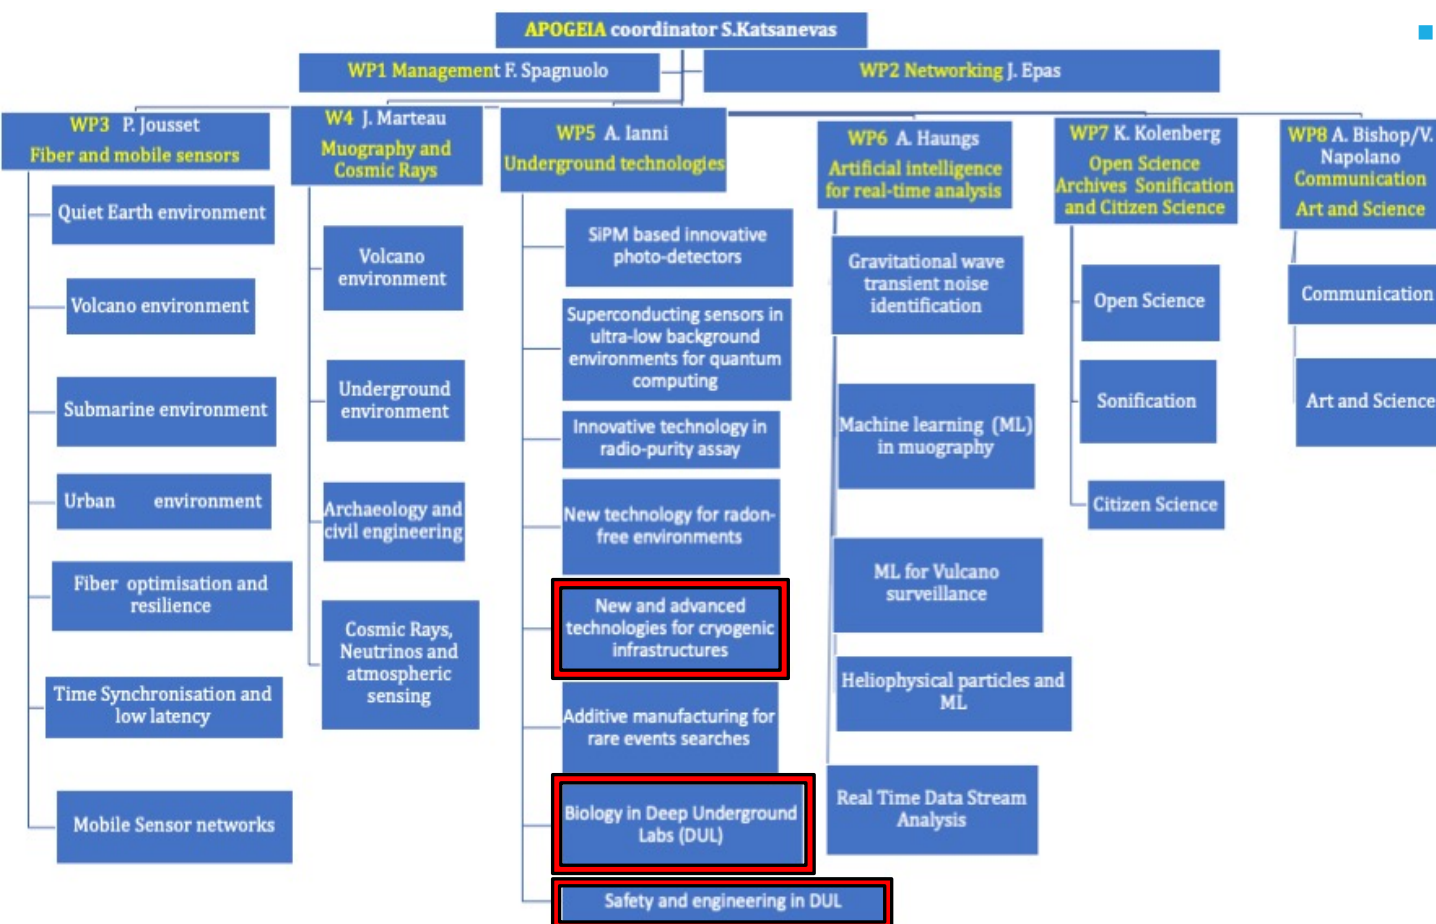 APOGEIA coordinator S.Katsanevas
WP1 Management F. Spagnuolo
WP2 Networking J. Epas
WP3 P. Jousset
Fiber and mobile sensors
Quiet Earth environment
Volcano environment
Submarine environment
Urban environment
Fiber optimisation and
resilience
Time Synchronisation and
low latency
Mobile Sensor networks
W4 J. Marteau
Muography and
Cosmic Rays
Volcano
environment
Underground
environment
Archaeology and
civil engineering
Cosmic Rays,
Neutrinos and
atmospheric
sensing
WP5 A. Ianni
Underground technologies
SiPM based innovative
photo-detectors
Superconducting sensors in
ultra-low background
environments for quantum
computing
Innovative technology in
radio-purity assay
New technology for radon-
free environments
New and advanced
technologies for cryogenic
infrastructures
Additive manufacturing for
rare events searches
Biology in Deep Underground
Labs (DUL)
Safety and engineering in DUL
WP6 A. Haungs
Artificial intelligence
for real-time analysis
Gravitational wave
transient noise
identification
Machine learning (ML)
in muography
ML for Vulcano
surveillance
Heliophysical particles and
ML
Real Time Data Stream
Analysis
WP7 K. Kolenberg
Open Science
Archives Sonification
and Citizen Science
Open Science
Sonification
Citizen Science
WP8 A. Bishop/V.
Napolano
Communication
Art and Science
Communication
Art and Science